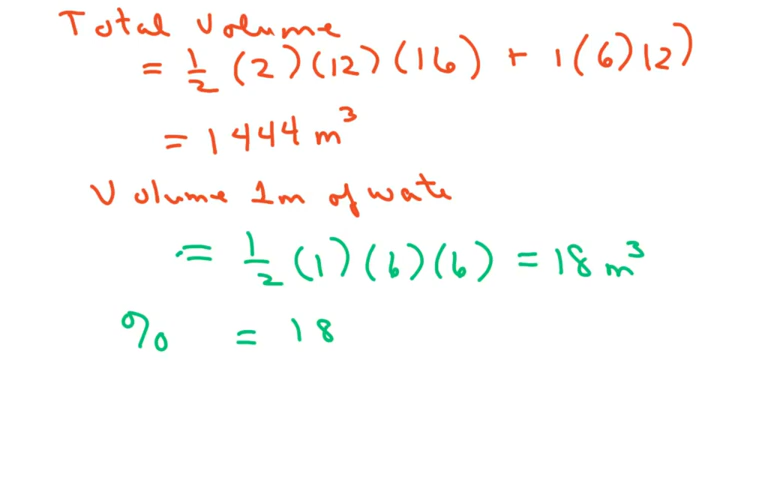 Total Volume
= 1/2 (2)(12)(16) + 1(6)12)
= 1444 m³
Volume 1m of wate
= 1/2 (1)(6)(6) = 18 m³
% = 18